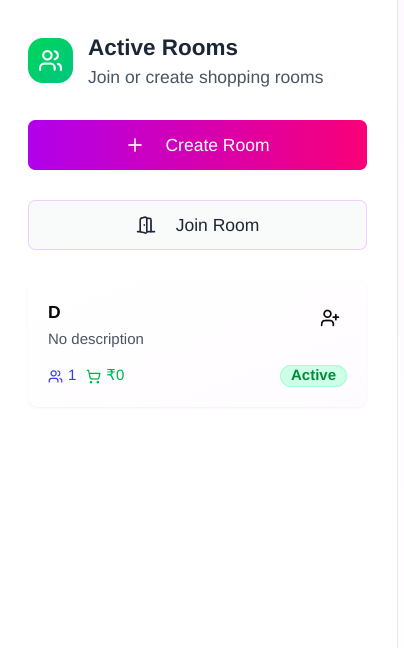 Active Rooms
Join or create shopping rooms
Create Room
Join Room
D
No description
1 ₹0 Active